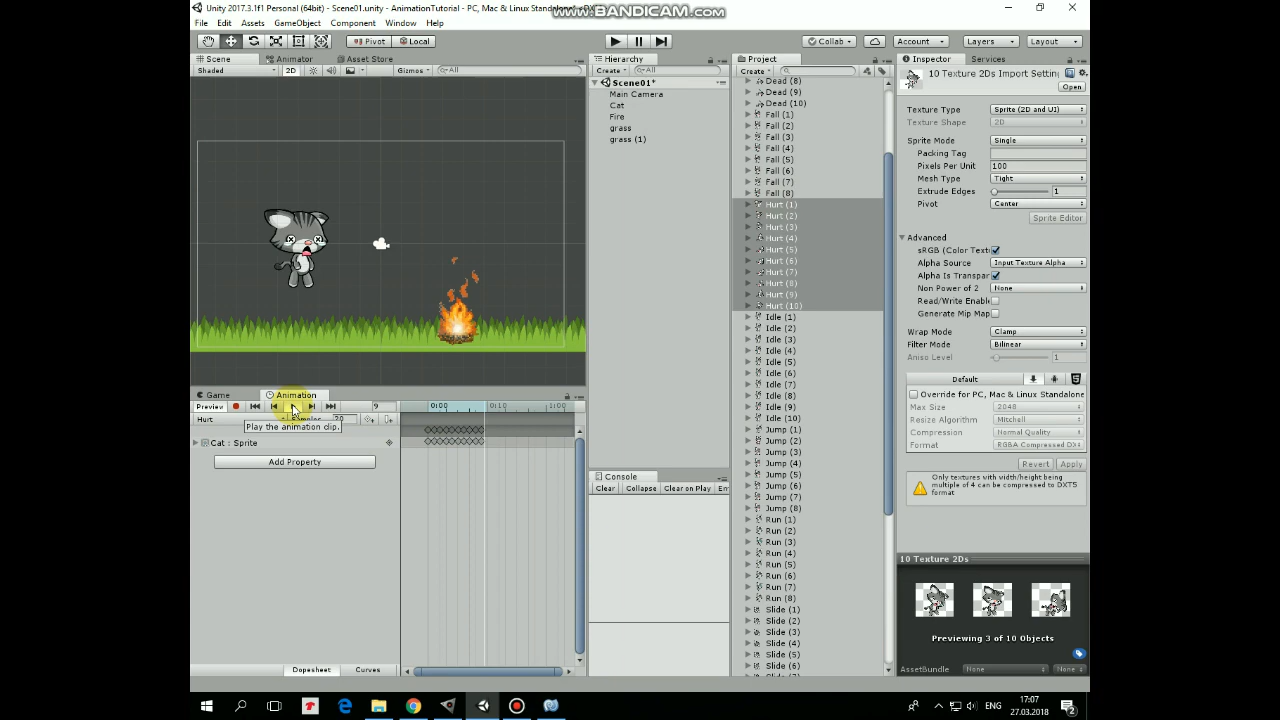 Unity 2017.3.1f1 Personal (64bit) - Scene01.unity - AnimationTutorial - PC, Mac & Linux Standalone
www.BANDICAM.com
File Edit Assets GameObject Component Window Help
Pivot Local Collab Account Layers Layout
Scene Animator Asset Store
Shaded 2D Gizmos All
Hierarchy
Create All
Scene01*
Main Camera
Cat
Fire
grass
grass (1)
Project
Create
Dead (8)
Dead (9)
Dead (10)
Fall (1)
Fall (2)
Fall (3)
Fall (4)
Fall (5)
Fall (6)
Fall (7)
Fall (8)
Hurt (1)
Hurt (2)
Hurt (3)
Hurt (4)
Hurt (5)
Hurt (6)
Hurt (7)
Hurt (8)
Hurt (9)
Hurt (10)
Idle (1)
Idle (2)
Idle (3)
Idle (4)
Idle (5)
Idle (6)
Idle (7)
Idle (8)
Idle (9)
Idle (10)
Jump (1)
Jump (2)
Jump (3)
Jump (4)
Jump (5)
Jump (6)
Jump (7)
Jump (8)
Run (1)
Run (2)
Run (3)
Run (4)
Run (5)
Run (6)
Run (7)
Run (8)
Slide (1)
Slide (2)
Slide (3)
Slide (4)
Slide (5)
Slide (6)
Inspector Services
10 Texture 2Ds Import Setting
Open
Texture Type Sprite (2D and UI)
Texture Shape 2D
Sprite Mode Single
Packing Tag
Pixels Per Unit 100
Mesh Type Tight
Extrude Edges 1
Pivot Center
Sprite Editor
Advanced
sRGB (Color Text
Alpha Source Input Texture Alpha
Alpha Is Transpar
Non Power of 2 None
Read/Write Enable
Generate Mip Map
Wrap Mode Clamp
Filter Mode Bilinear
Aniso Level 1
Default
Override for PC, Mac & Linux Standalone
Max Size 2048
Resize Algorithm Mitchell
Compression Normal Quality
Format RGBA Compressed DX
Revert Apply
Only textures with width/height being
multiple of 4 can be compressed to DXT5
format
10 Texture 2Ds
Previewing 3 of 10 Objects
AssetBundle None None
Game Animation
Preview 9 0:00 0:10 1:00
Hurt
Play the animation clip.
Cat : Sprite
Add Property
Dopesheet Curves
Console
Clear Collapse Clear on Play
ENG
17:07
27.03.2018
2